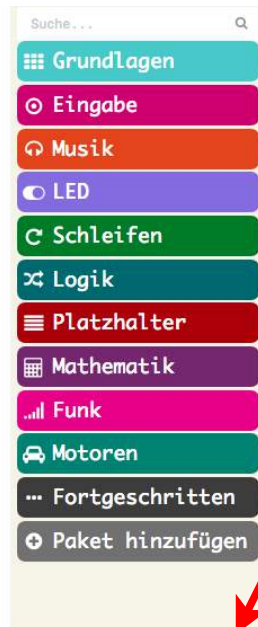 Suche...
Grundlagen
Eingabe
Musik
LED
Schleifen
Logik
Platzhalter
Mathematik
Funk
Motoren
Fortgeschritten
Paket hinzufügen